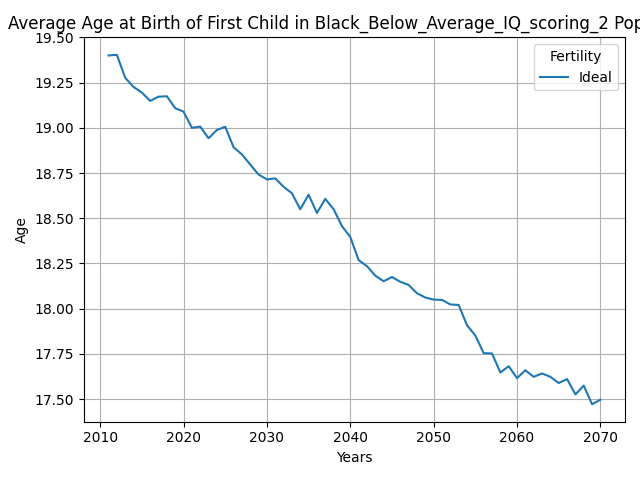 Average Age at Birth of First Child in Black_Below_Average_IQ_scoring_2 Pop
19.50
19.25
19.00
18.75
18.50
18.25
18.00
17.75
17.50
Age
Fertility
Ideal
2010 2020 2030 2040 2050 2060 2070
Years